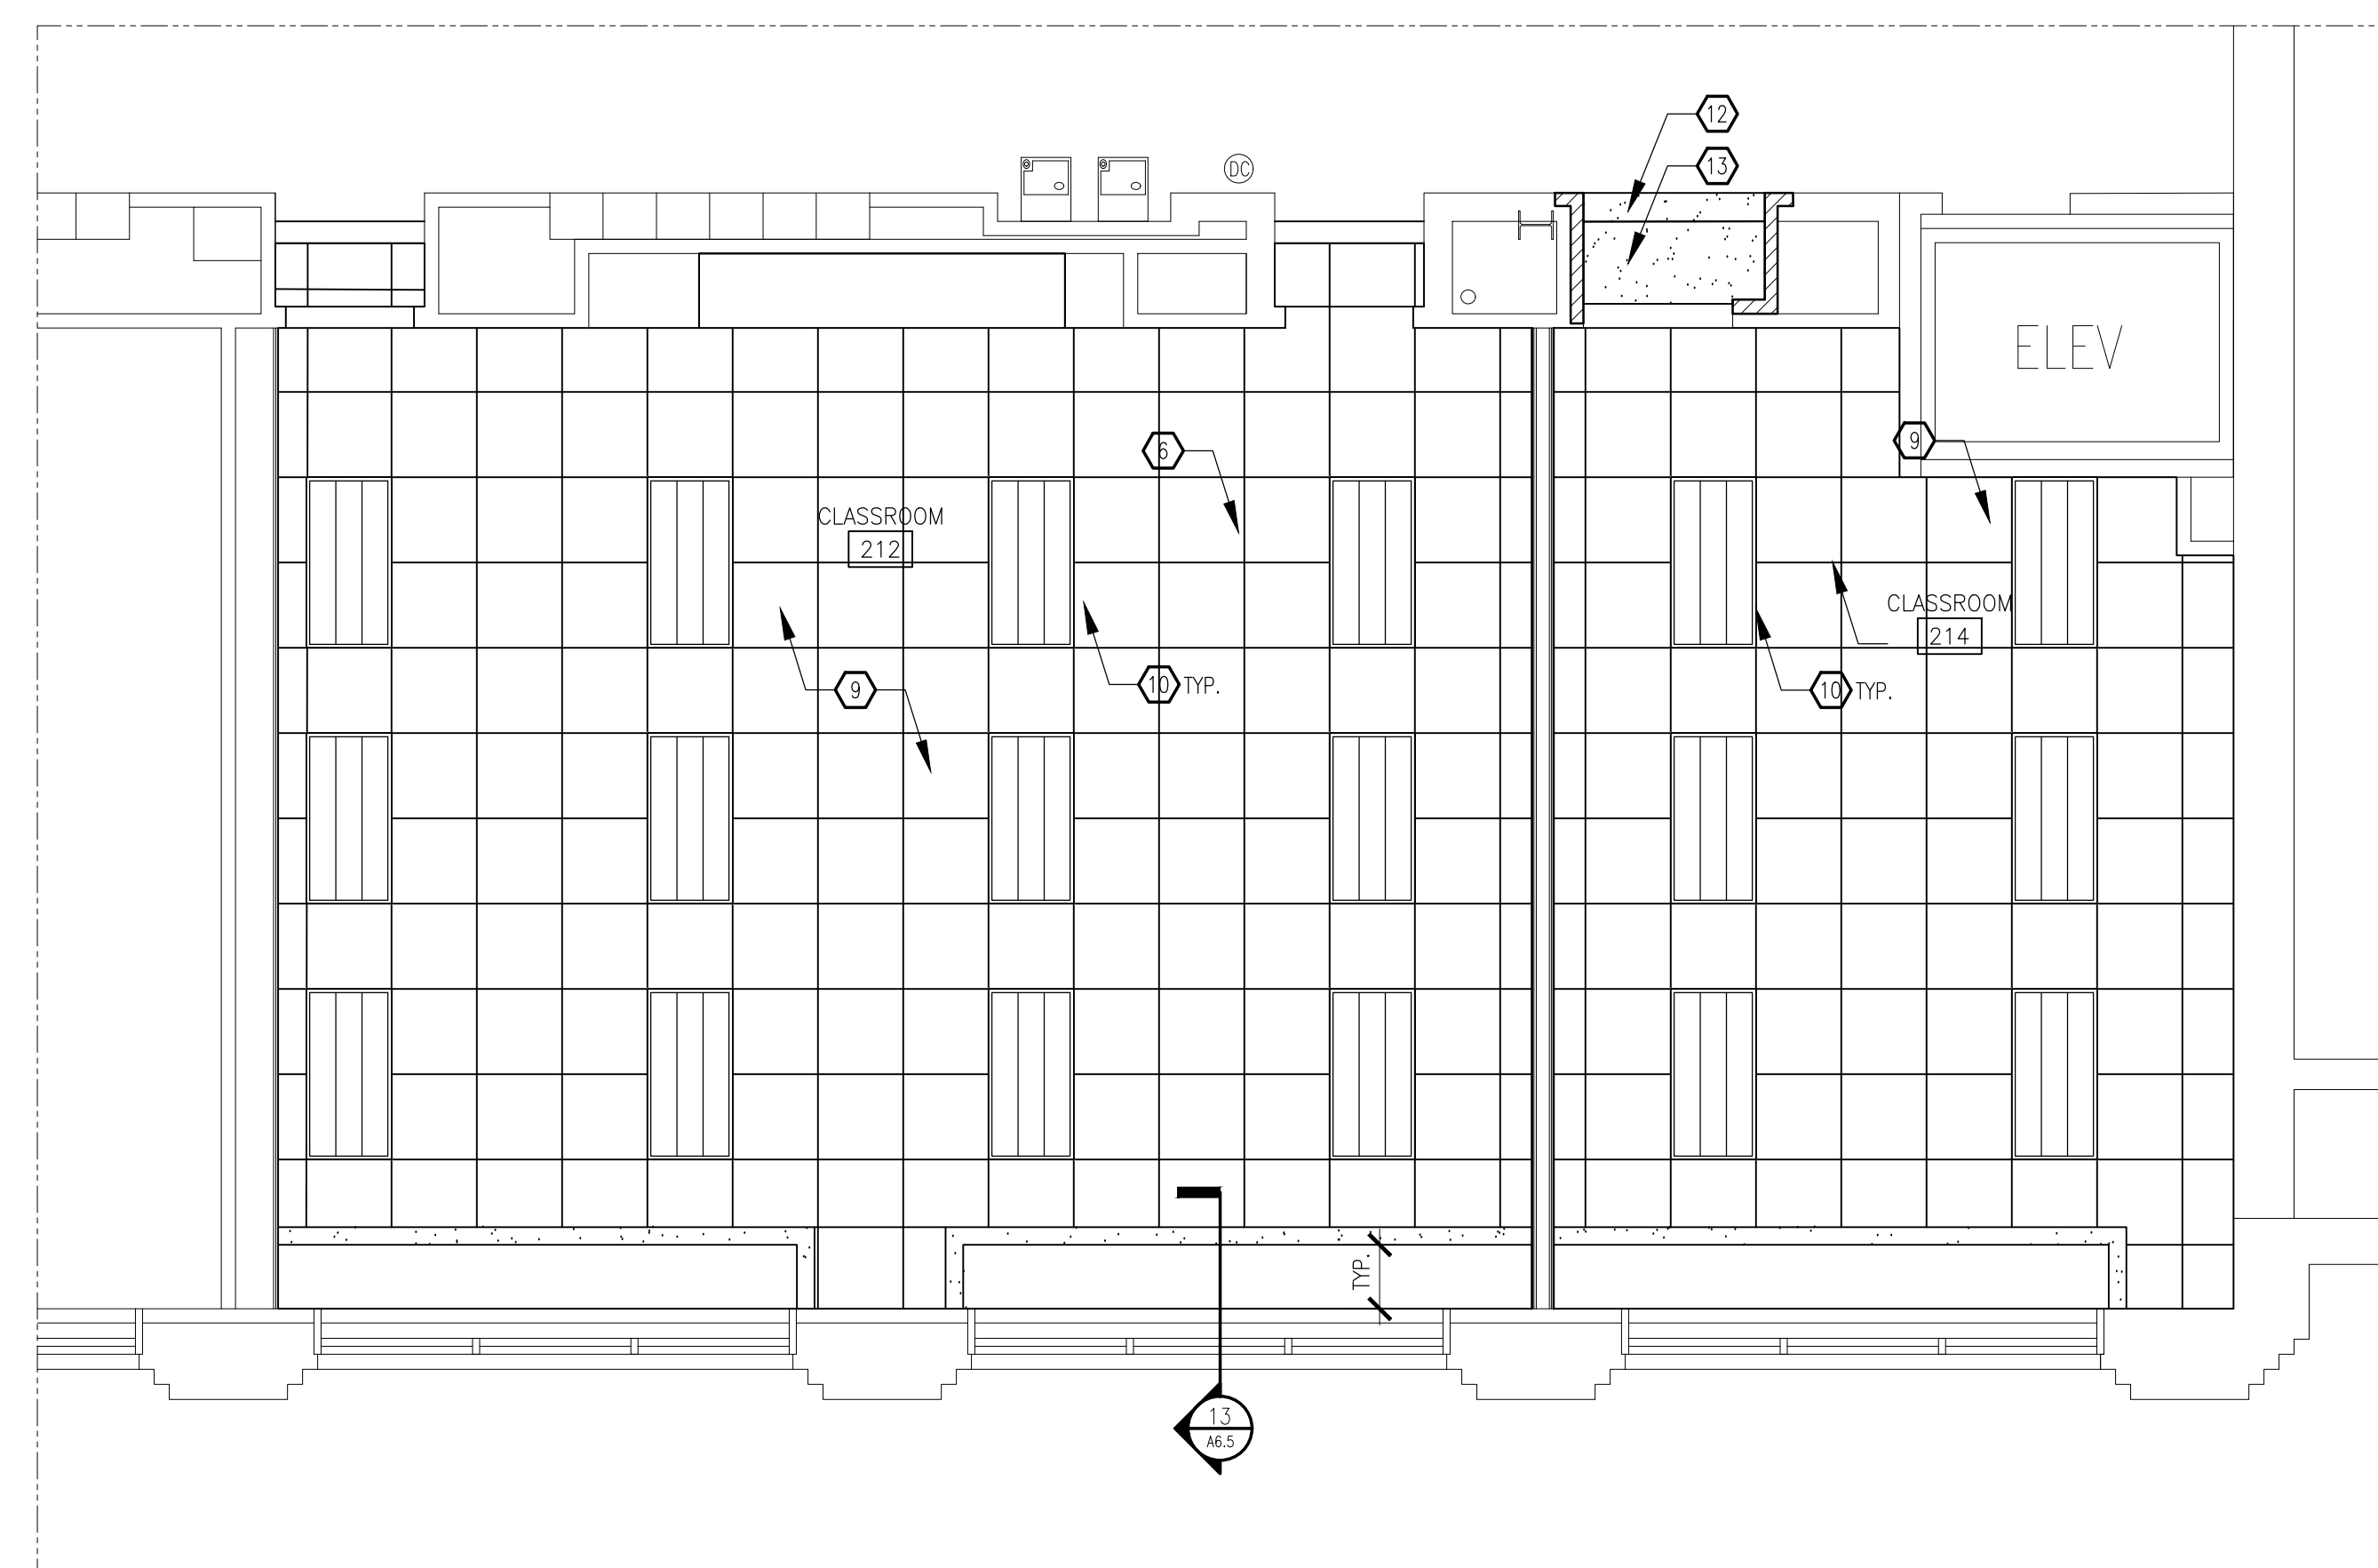 12
13
DC
ELEV
6
9
CLASSROOM
212
CLASSROOM
214
9
10 TYP.
10 TYP.
TYP.
13
A6.5